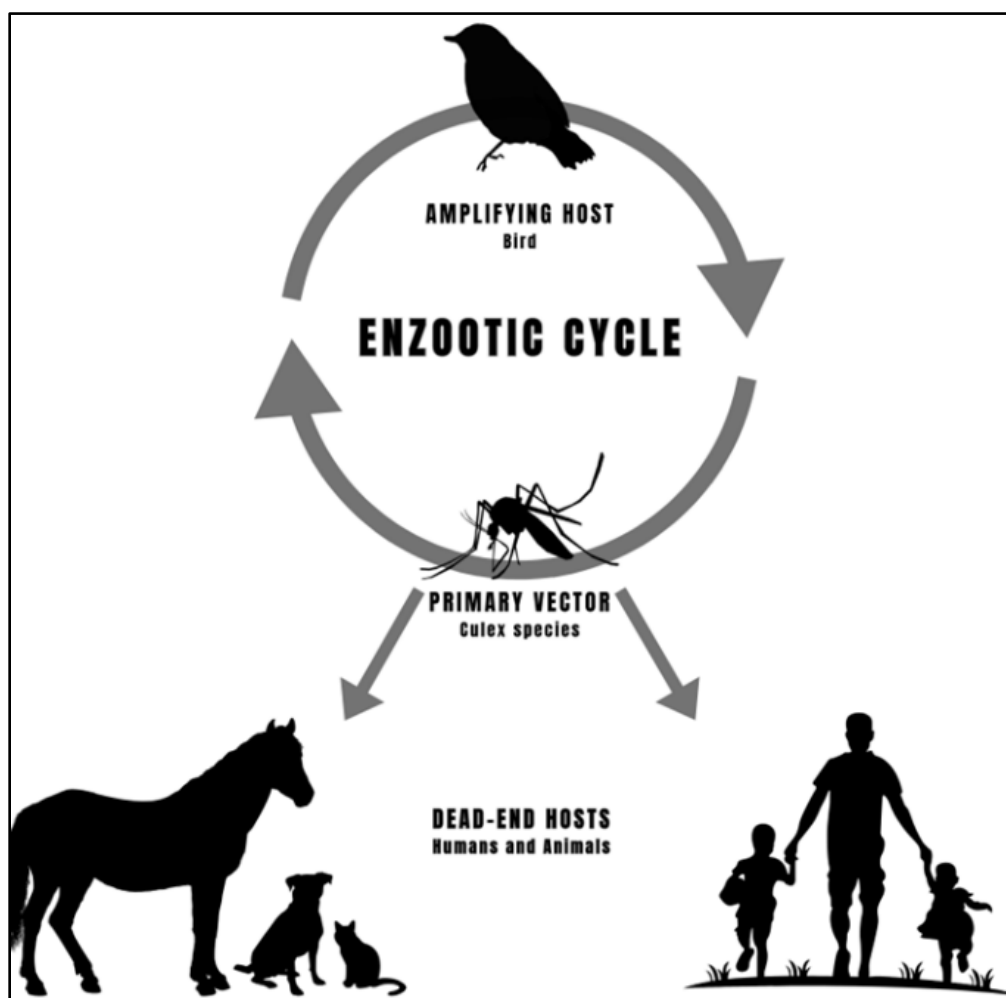 AMPLIFYING HOST
Bird
ENZOOTIC CYCLE
PRIMARY VECTOR
Culex species
DEAD-END HOSTS
Humans and Animals